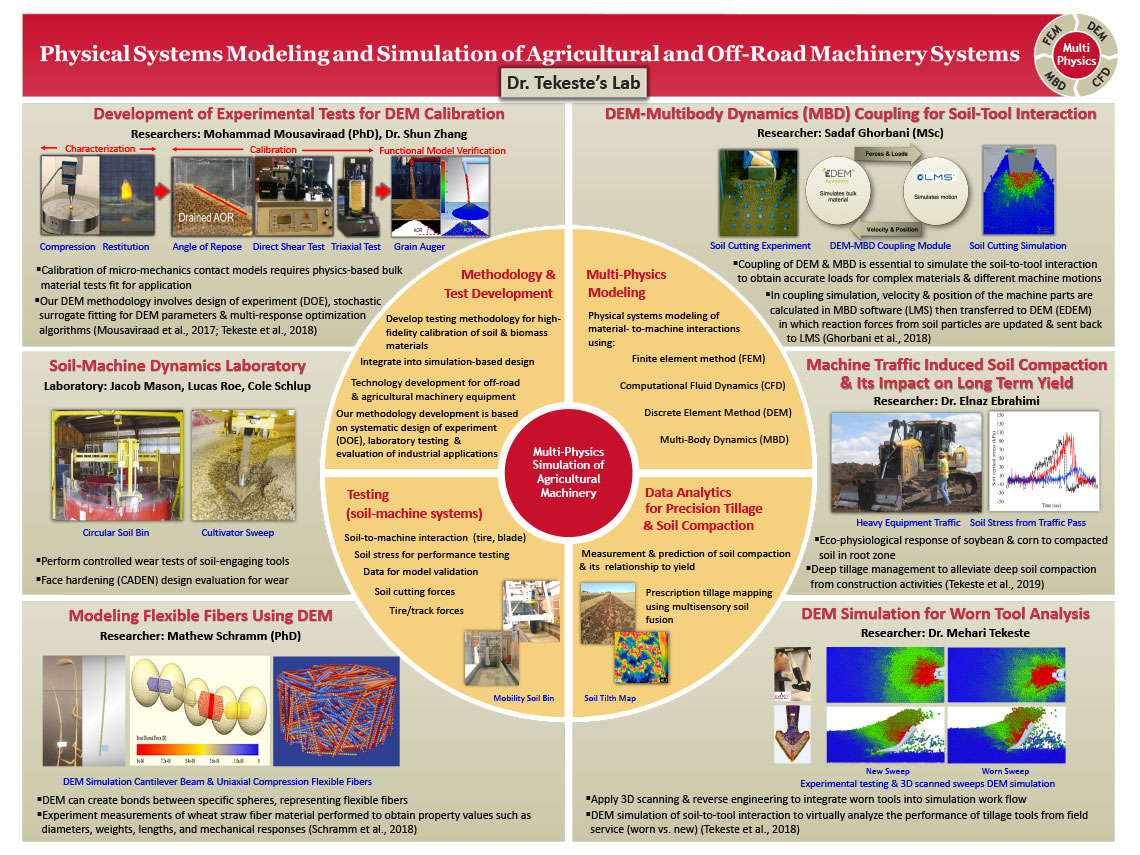 Physical Systems Modeling and Simulation of Agricultural and Off-Road Machinery Systems
Dr. Tekeste's Lab
FEM
DEM
CFD
MBD
Multi
Physics
Development of Experimental Tests for DEM Calibration
Researchers: Mohammad Mousaviraad (PhD), Dr. Shun Zhang
Characterization
Calibration
Functional Model Verification
Drained AOR
AOR
AOR
Compression
Restitution
Angle of Repose
Direct Shear Test
Triaxial Test
Grain Auger
▪Calibration of micro-mechanics contact models requires physics-based bulk
material tests fit for application
▪Our DEM methodology involves design of experiment (DOE), stochastic
surrogate fitting for DEM parameters & multi-response optimization
algorithms (Mousaviraad et al., 2017; Tekeste et al., 2018)
DEM-Multibody Dynamics (MBD) Coupling for Soil-Tool Interaction
Researcher: Sadaf Ghorbani (MSc)
Forces & Loads
EDEM
Academic
Simulates bulk
material
LMS
Simulates motion
Velocity & Position
Soil Cutting Experiment
DEM-MBD Coupling Module
Soil Cutting Simulation
▪Coupling of DEM & MBD is essential to simulate the soil-to-tool interaction
to obtain accurate loads for complex materials & different machine motions
▪In coupling simulation, velocity & position of the machine parts are
calculated in MBD software (LMS) then transferred to DEM (EDEM)
in which reaction forces from soil particles are updated & sent back
to LMS (Ghorbani et al., 2018)
Methodology &
Test Development
Develop testing methodology for high-
fidelity calibration of soil & biomass
materials
Integrate into simulation-based design
Technology development for off-road
& agricultural machinery equipment
Our methodology development is based
on systematic design of experiment
(DOE), laboratory testing &
evaluation of industrial applications
Multi-Physics
Modeling
Physical systems modeling of
material- to-machine interactions
using:
Finite element method (FEM)
Computational Fluid Dynamics (CFD)
Discrete Element Method (DEM)
Multi-Body Dynamics (MBD)
Multi-Physics
Simulation of
Agricultural
Machinery
Soil-Machine Dynamics Laboratory
Laboratory: Jacob Mason, Lucas Roe, Cole Schlup
Circular Soil Bin
Cultivator Sweep
▪Perform controlled wear tests of soil-engaging tools
▪Face hardening (CADEN) design evaluation for wear
Machine Traffic Induced Soil Compaction
& Its Impact on Long Term Yield
Researcher: Dr. Elnaz Ebrahimi
Soil vertical stress (kPa)
Time (sec)
Heavy Equipment Traffic
Soil Stress from Traffic Pass
▪Eco-physiological response of soybean & corn to compacted
soil in root zone
▪Deep tillage management to alleviate deep soil compaction
from construction activities (Tekeste et al., 2019)
Testing
(soil-machine systems)
Soil-to-machine interaction (tire, blade)
Soil stress for performance testing
Data for model validation
Soil cutting forces
Tire/track forces
Mobility Soil Bin
Data Analytics
for Precision Tillage
& Soil Compaction
Measurement & prediction of soil compaction
& its relationship to yield
Prescription tillage mapping
using multisensory soil
fusion
Soil Tilth Map
Modeling Flexible Fibers Using DEM
Researcher: Mathew Schramm (PhD)
DEM Simulation Cantilever Beam & Uniaxial Compression Flexible Fibers
▪DEM can create bonds between specific spheres, representing flexible fibers
▪Experiment measurements of wheat straw fiber material performed to obtain property values such as
diameters, weights, lengths, and mechanical responses (Schramm et al., 2018)
DEM Simulation for Worn Tool Analysis
Researcher: Dr. Mehari Tekeste
New Sweep
Worn Sweep
Experimental testing & 3D scanned sweeps DEM simulation
▪Apply 3D scanning & reverse engineering to integrate worn tools into simulation work flow
▪DEM simulation of soil-to-tool interaction to virtually analyze the performance of tillage tools from field
service (worn vs. new) (Tekeste et al., 2018)